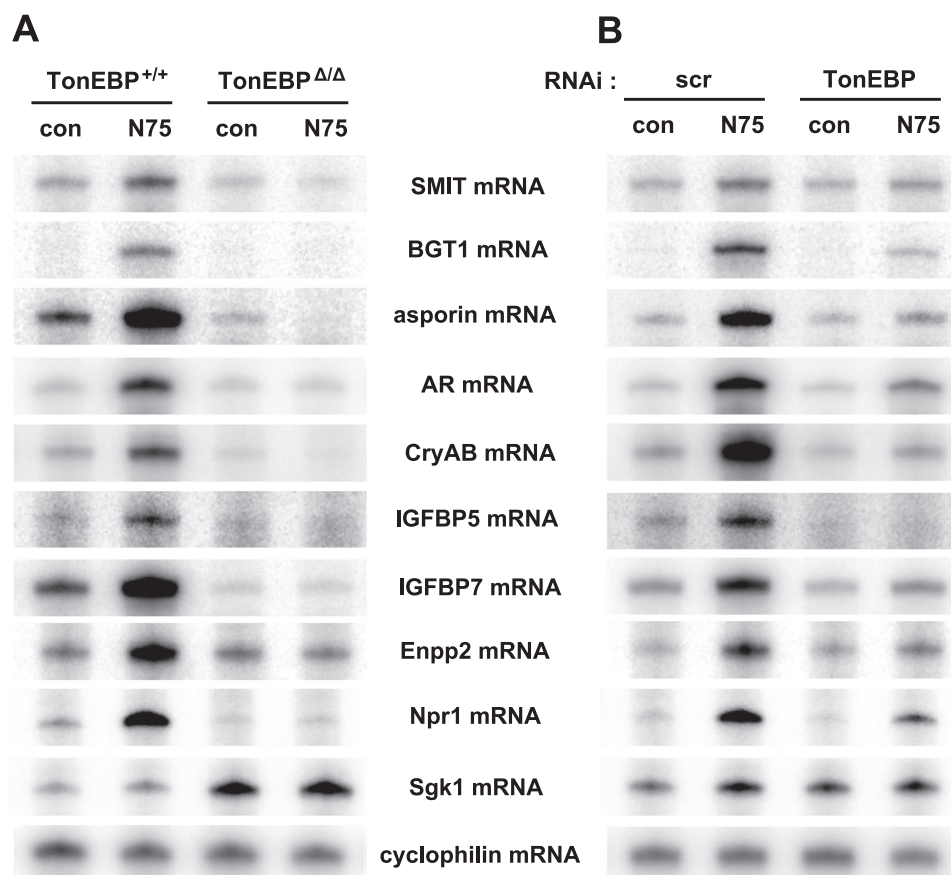 A
B
TonEBP+/+ TonEBPΔ/Δ
RNAi : scr TonEBP
con N75 con N75
con N75 con N75
SMIT mRNA
BGT1 mRNA
asporin mRNA
AR mRNA
CryAB mRNA
IGFBP5 mRNA
IGFBP7 mRNA
Enpp2 mRNA
Npr1 mRNA
Sgk1 mRNA
cyclophilin mRNA